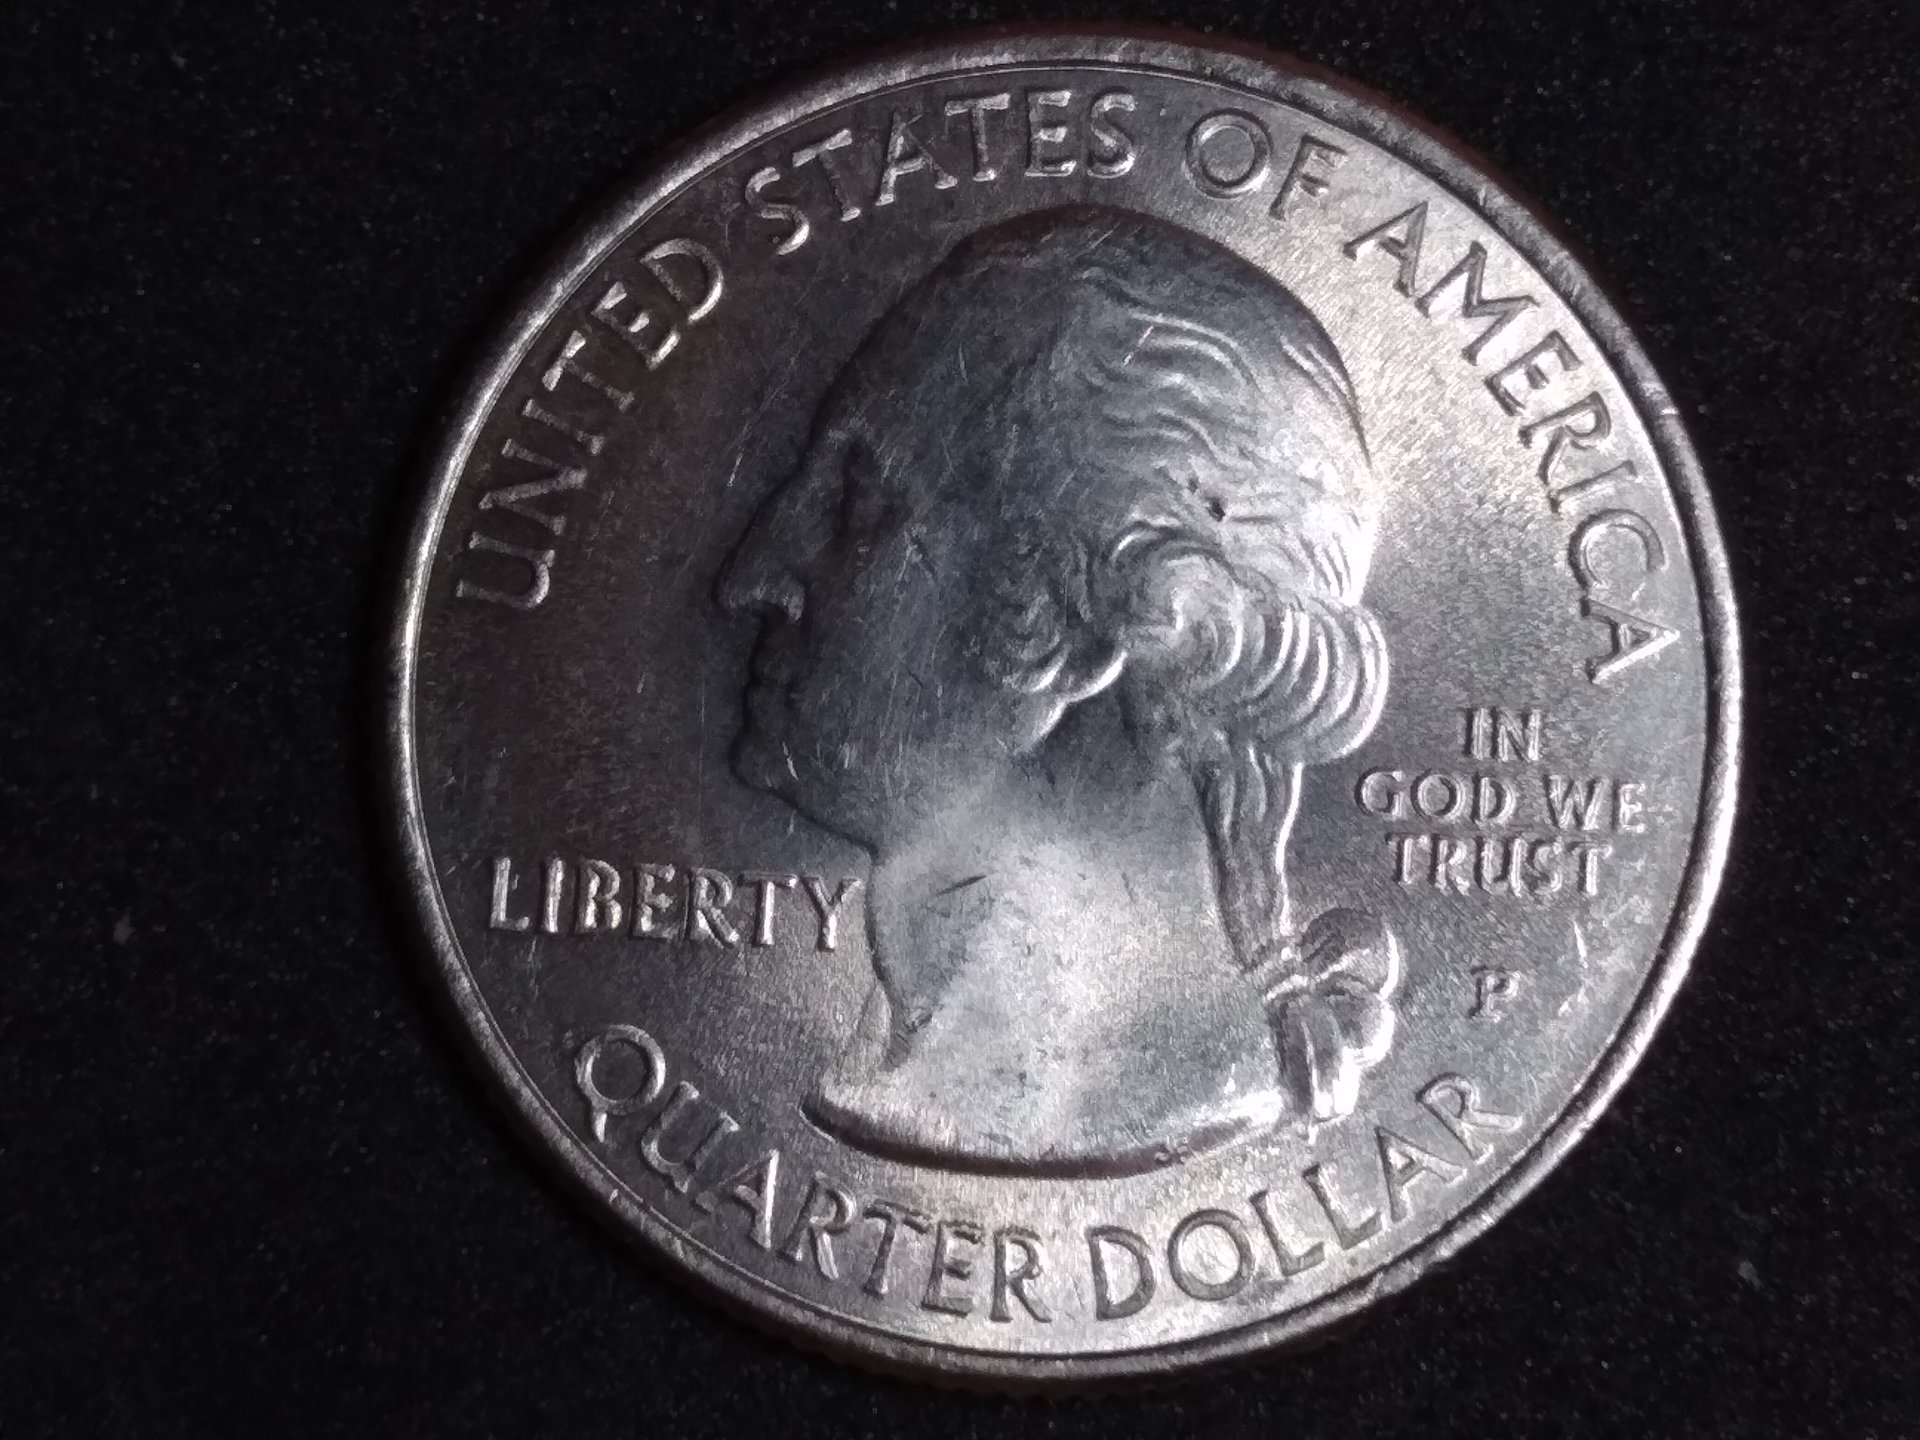 UNITED STATES OF AMERICA
LIBERTY
IN
GOD WE
TRUST
P
QUARTER DOLLAR